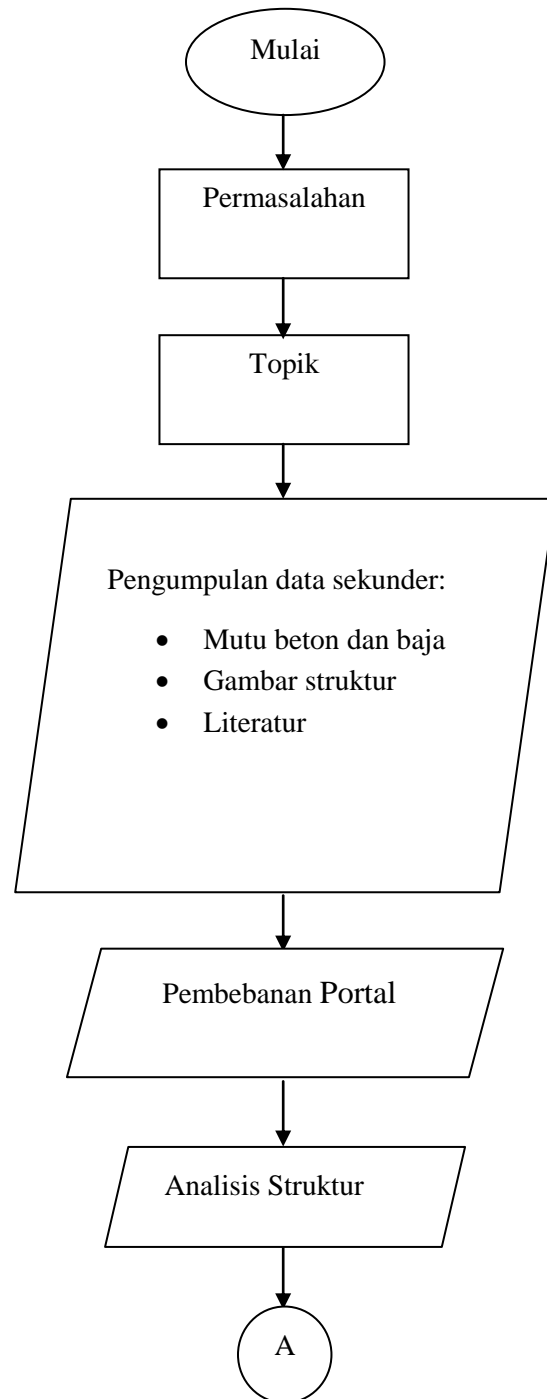 Mulai
Permasalahan
Topik
Pengumpulan data sekunder:
• Mutu beton dan baja
• Gambar struktur
• Literatur
Pembebanan Portal
Analisis Struktur
A